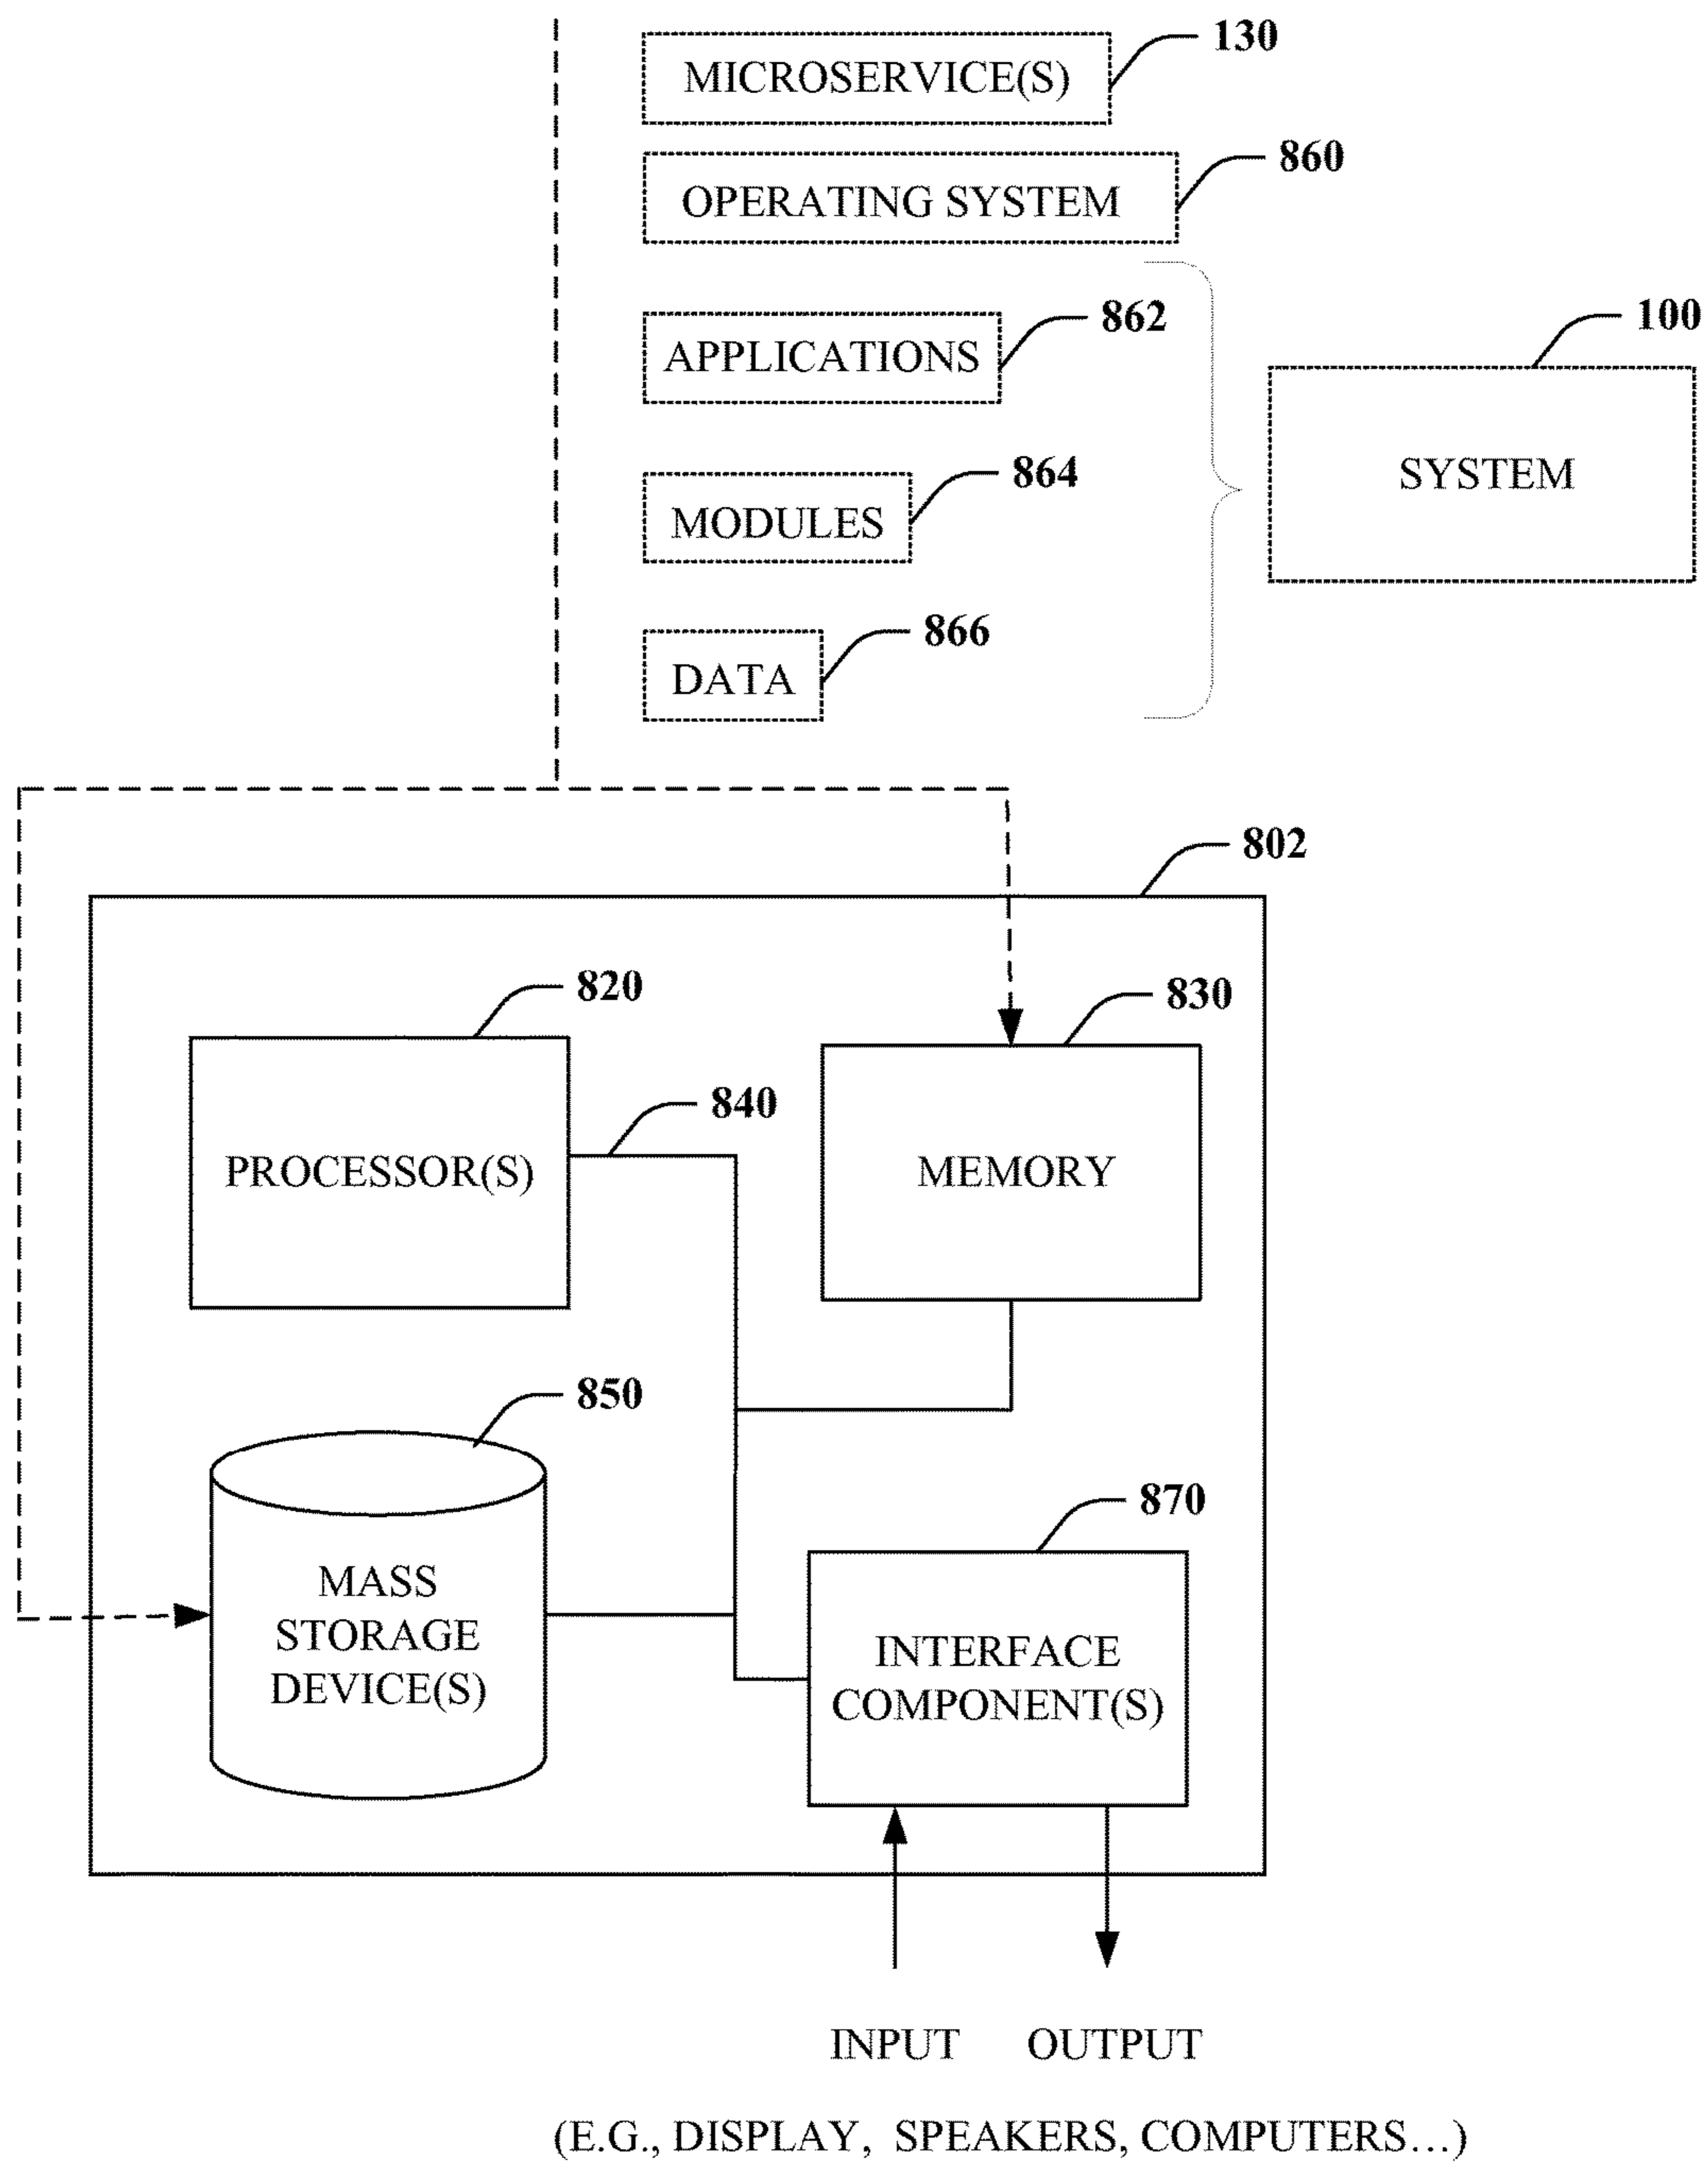 130
MICROSERVICE(S)
860
OPERATING SYSTEM
862
APPLICATIONS
100
SYSTEM
864
MODULES
866
DATA
802
820
830
PROCESSOR(S)
840
MEMORY
850
MASS
STORAGE
DEVICE(S)
870
INTERFACE
COMPONENT(S)
INPUT OUTPUT
(E.G., DISPLAY, SPEAKERS, COMPUTERS...)